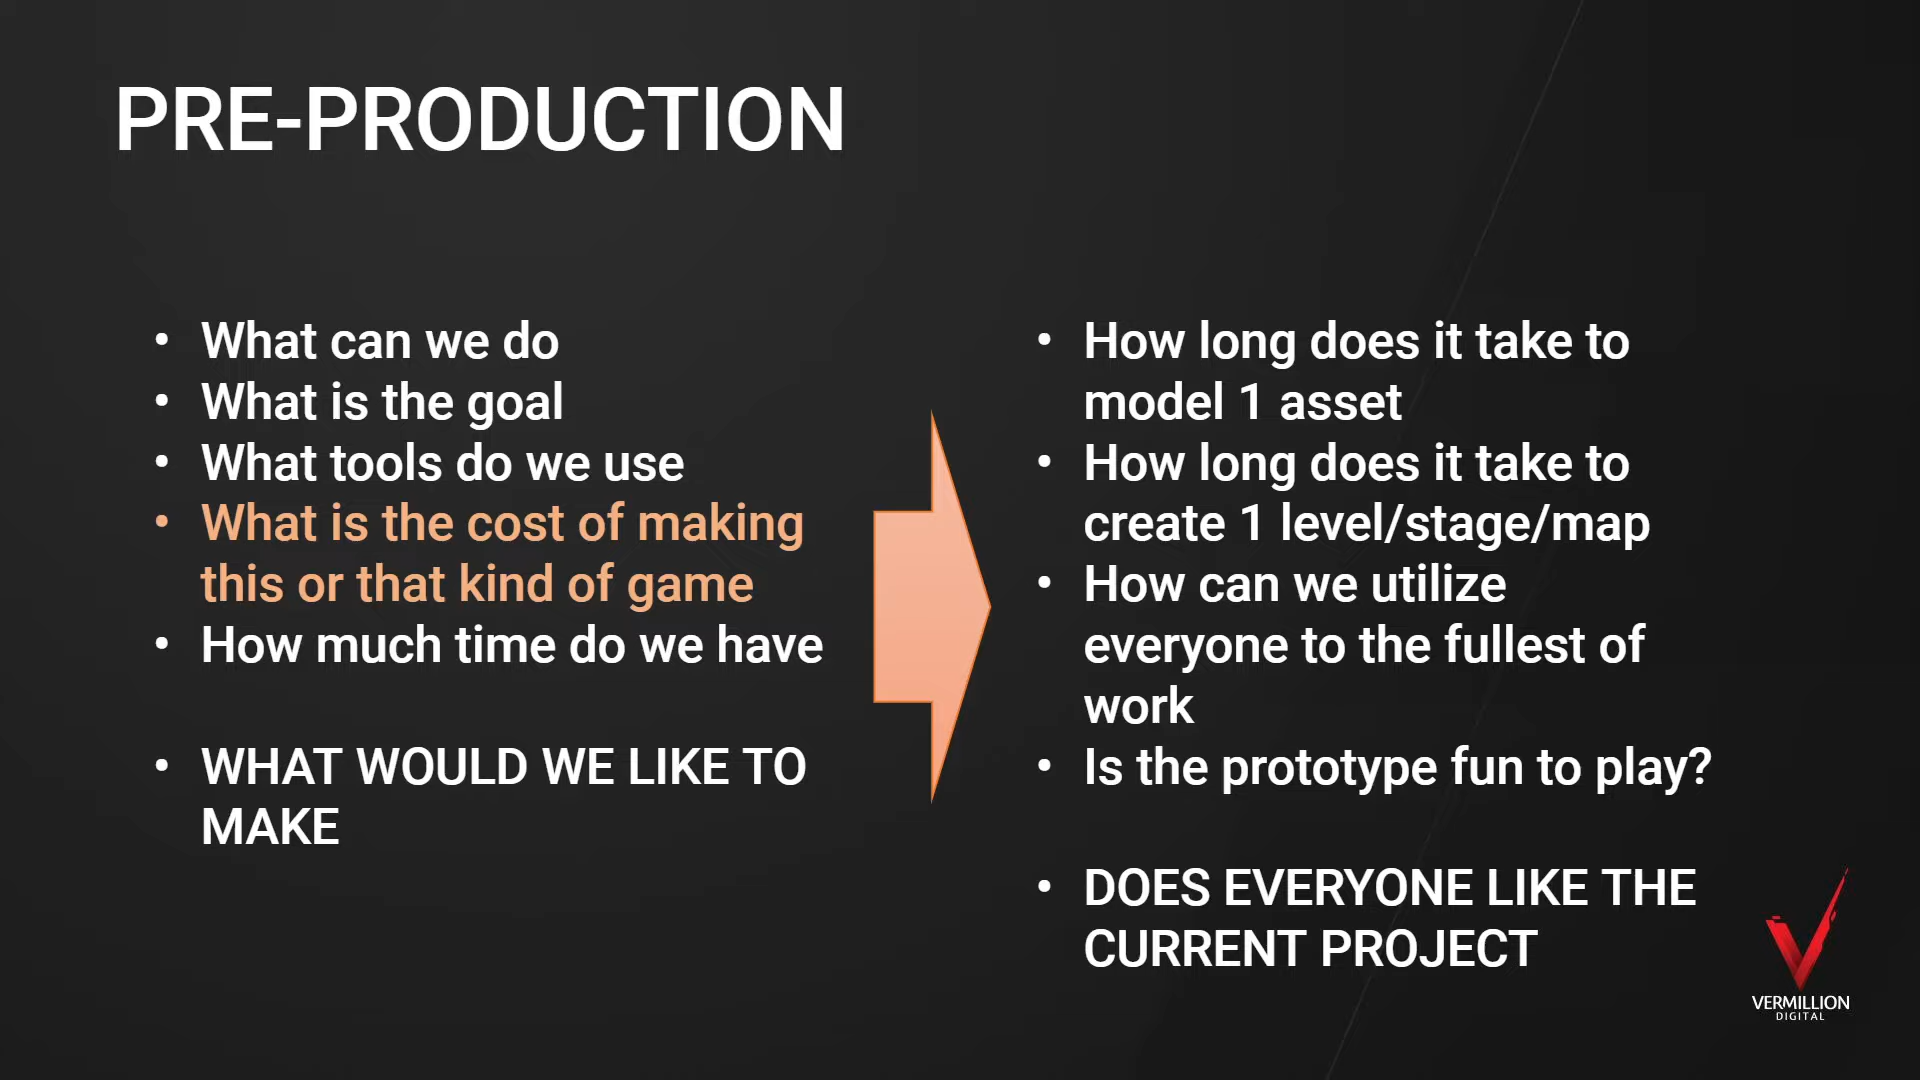 PRE-PRODUCTION
• What can we do
• What is the goal
• What tools do we use
• What is the cost of making
this or that kind of game
• How much time do we have
• WHAT WOULD WE LIKE TO
MAKE
• How long does it take to
model 1 asset
• How long does it take to
create 1 level/stage/map
• How can we utilize
everyone to the fullest of
work
• Is the prototype fun to play?
• DOES EVERYONE LIKE THE
CURRENT PROJECT
VERMILLION
DIGITAL